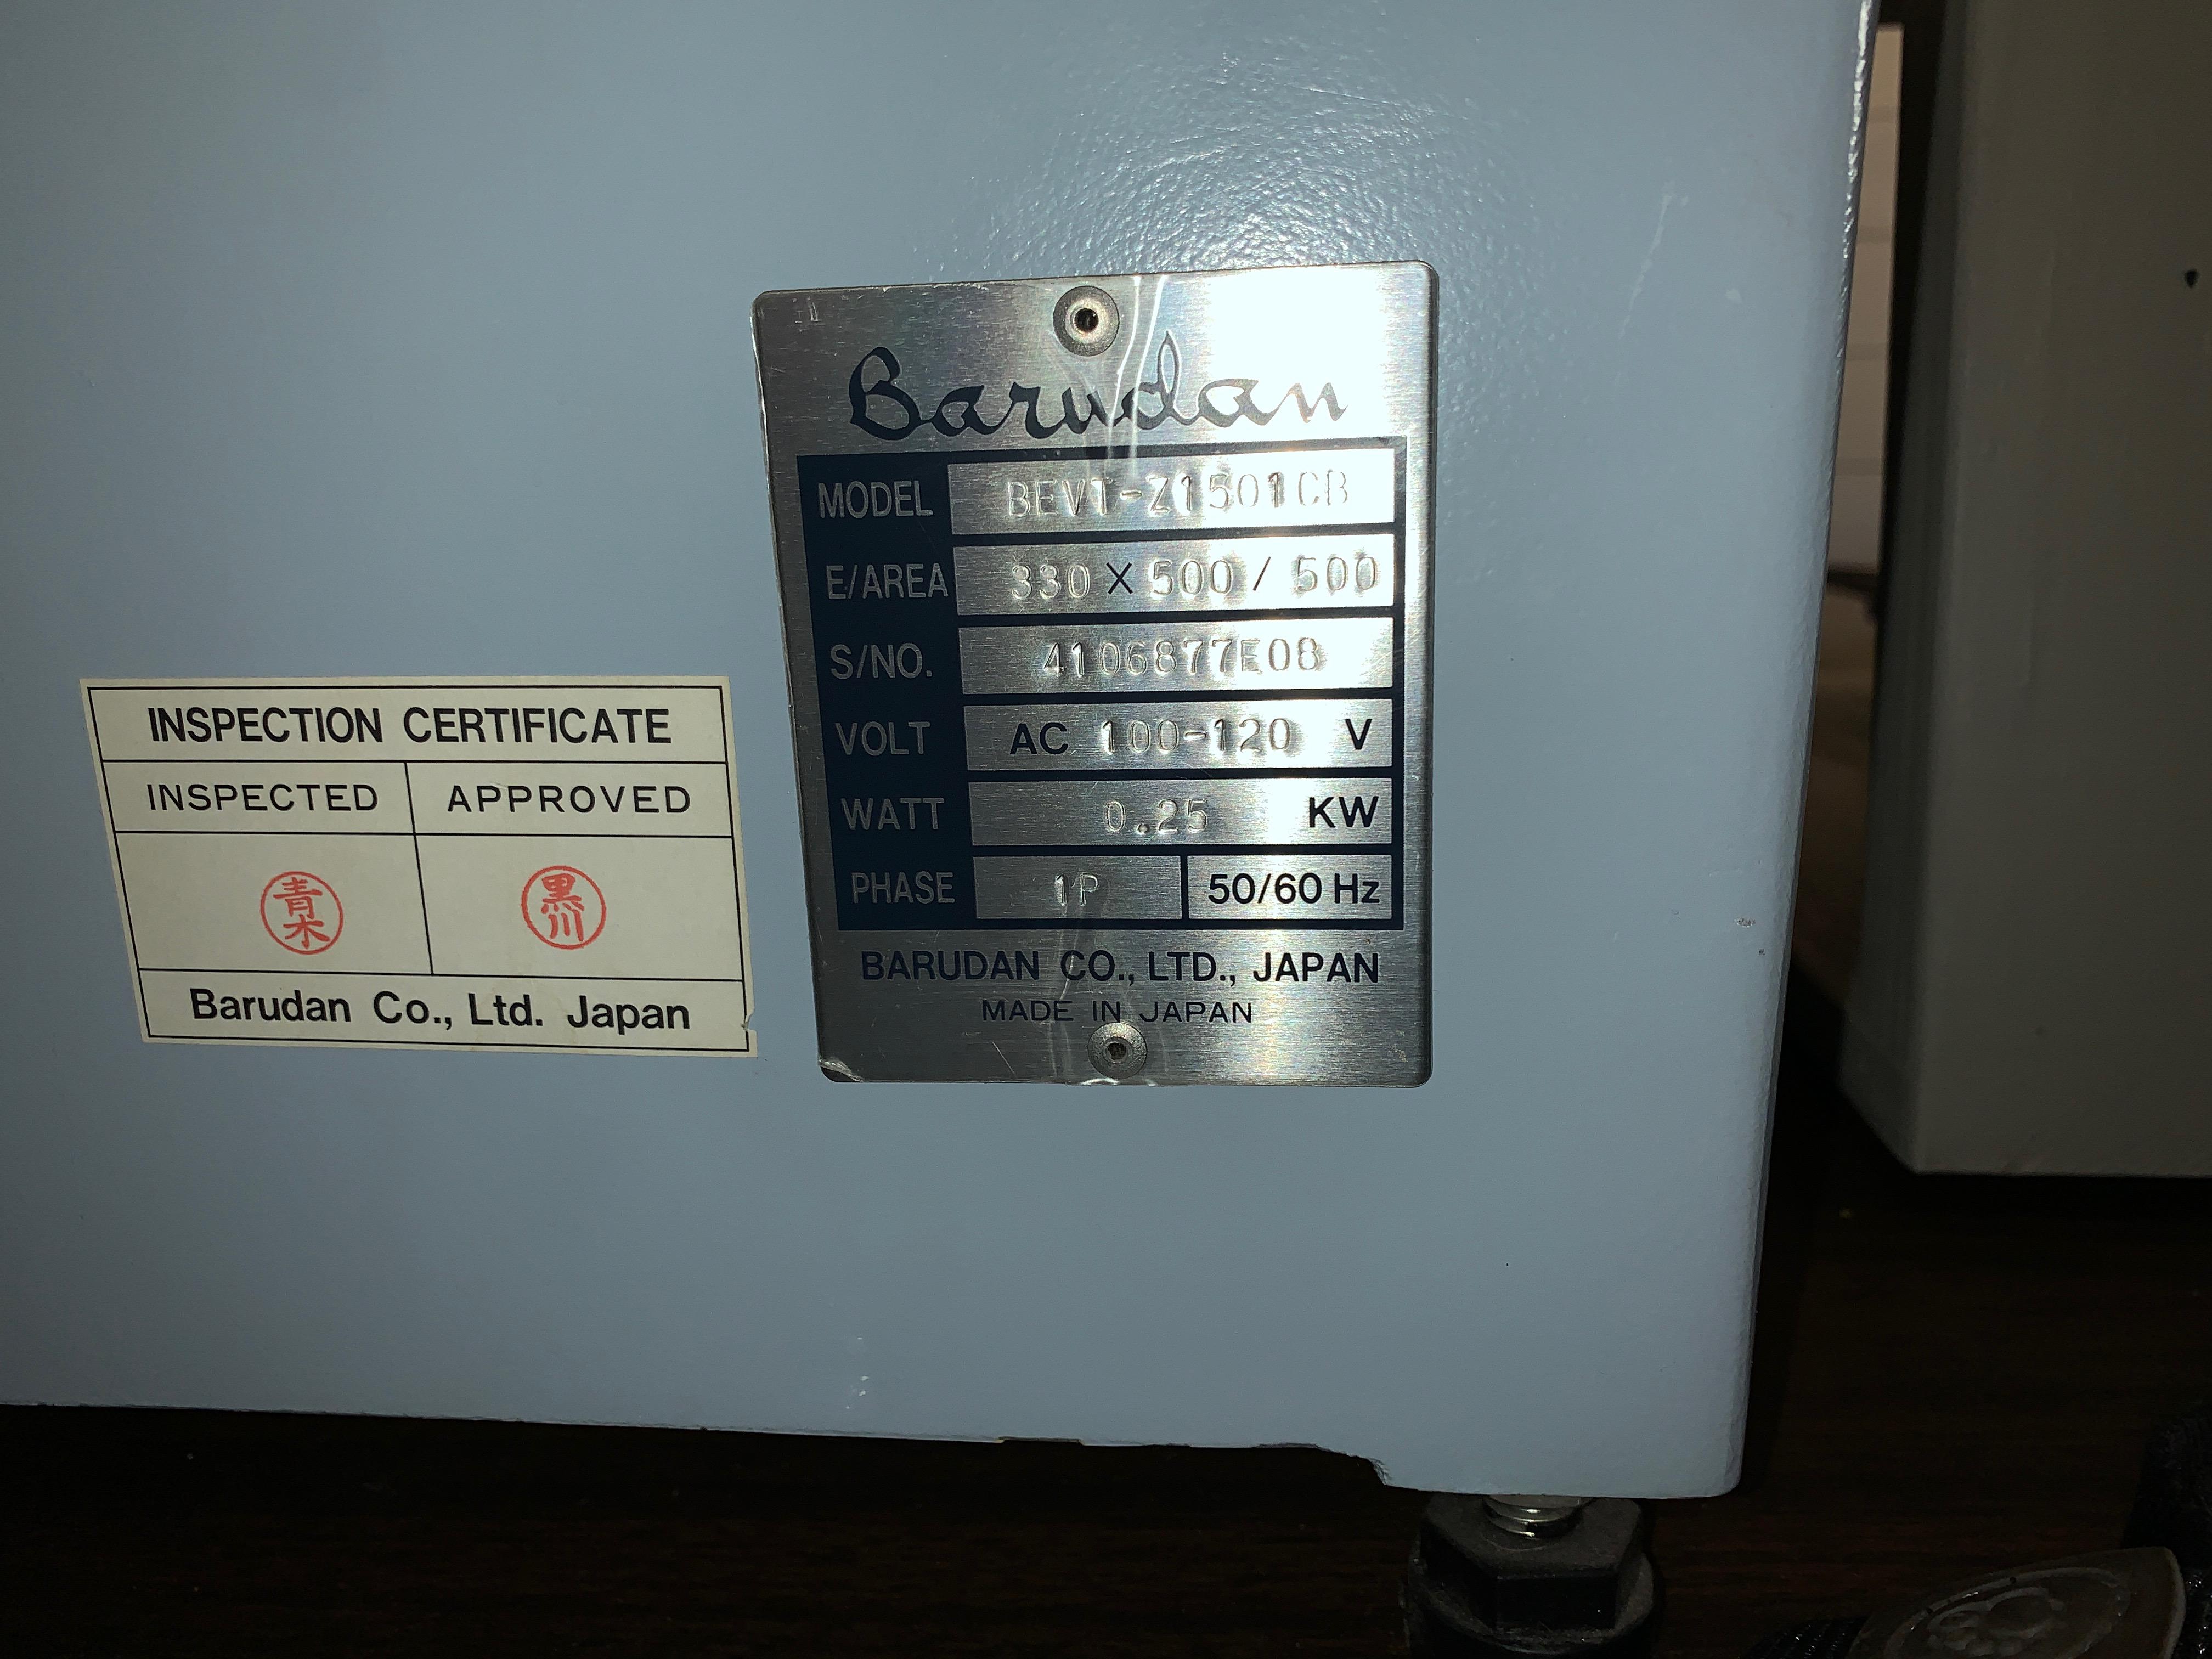 Barudan
MODEL BEVT-Z1501CB
E/AREA 330 X 500 / 500
S/NO. 4106877E08
VOLT AC 100-120 V
WATT 0.25 KW
PHASE 1P 50/60 Hz
BARUDAN CO., LTD., JAPAN
MADE IN JAPAN
INSPECTION CERTIFICATE
INSPECTED APPROVED
青木 黒川
Barudan Co., Ltd. Japan